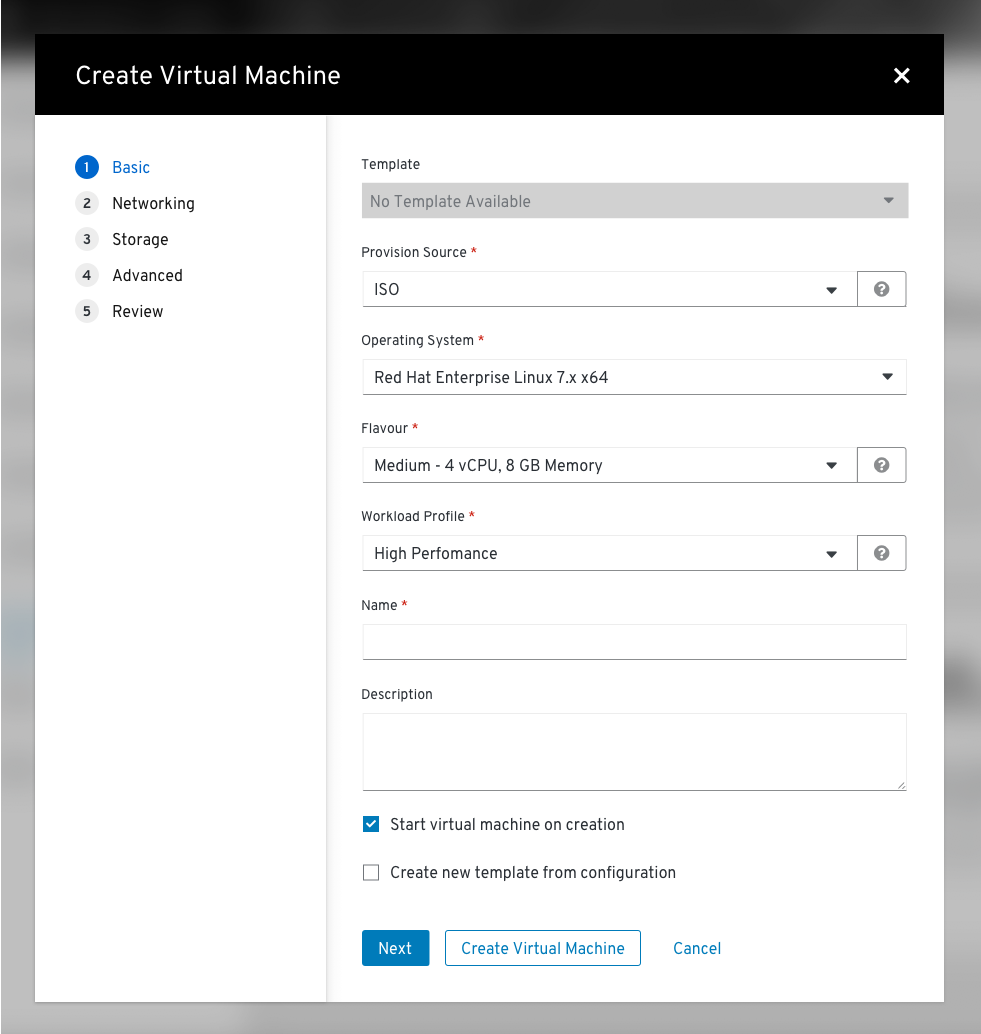 Create Virtual Machine
1 Basic
2 Networking
3 Storage
4 Advanced
5 Review
Template
No Template Available
Provision Source *
ISO
Operating System *
Red Hat Enterprise Linux 7.x x64
Flavour *
Medium - 4 vCPU, 8 GB Memory
Workload Profile *
High Perfomance
Name *
Description
Start virtual machine on creation
Create new template from configuration
Next Create Virtual Machine Cancel